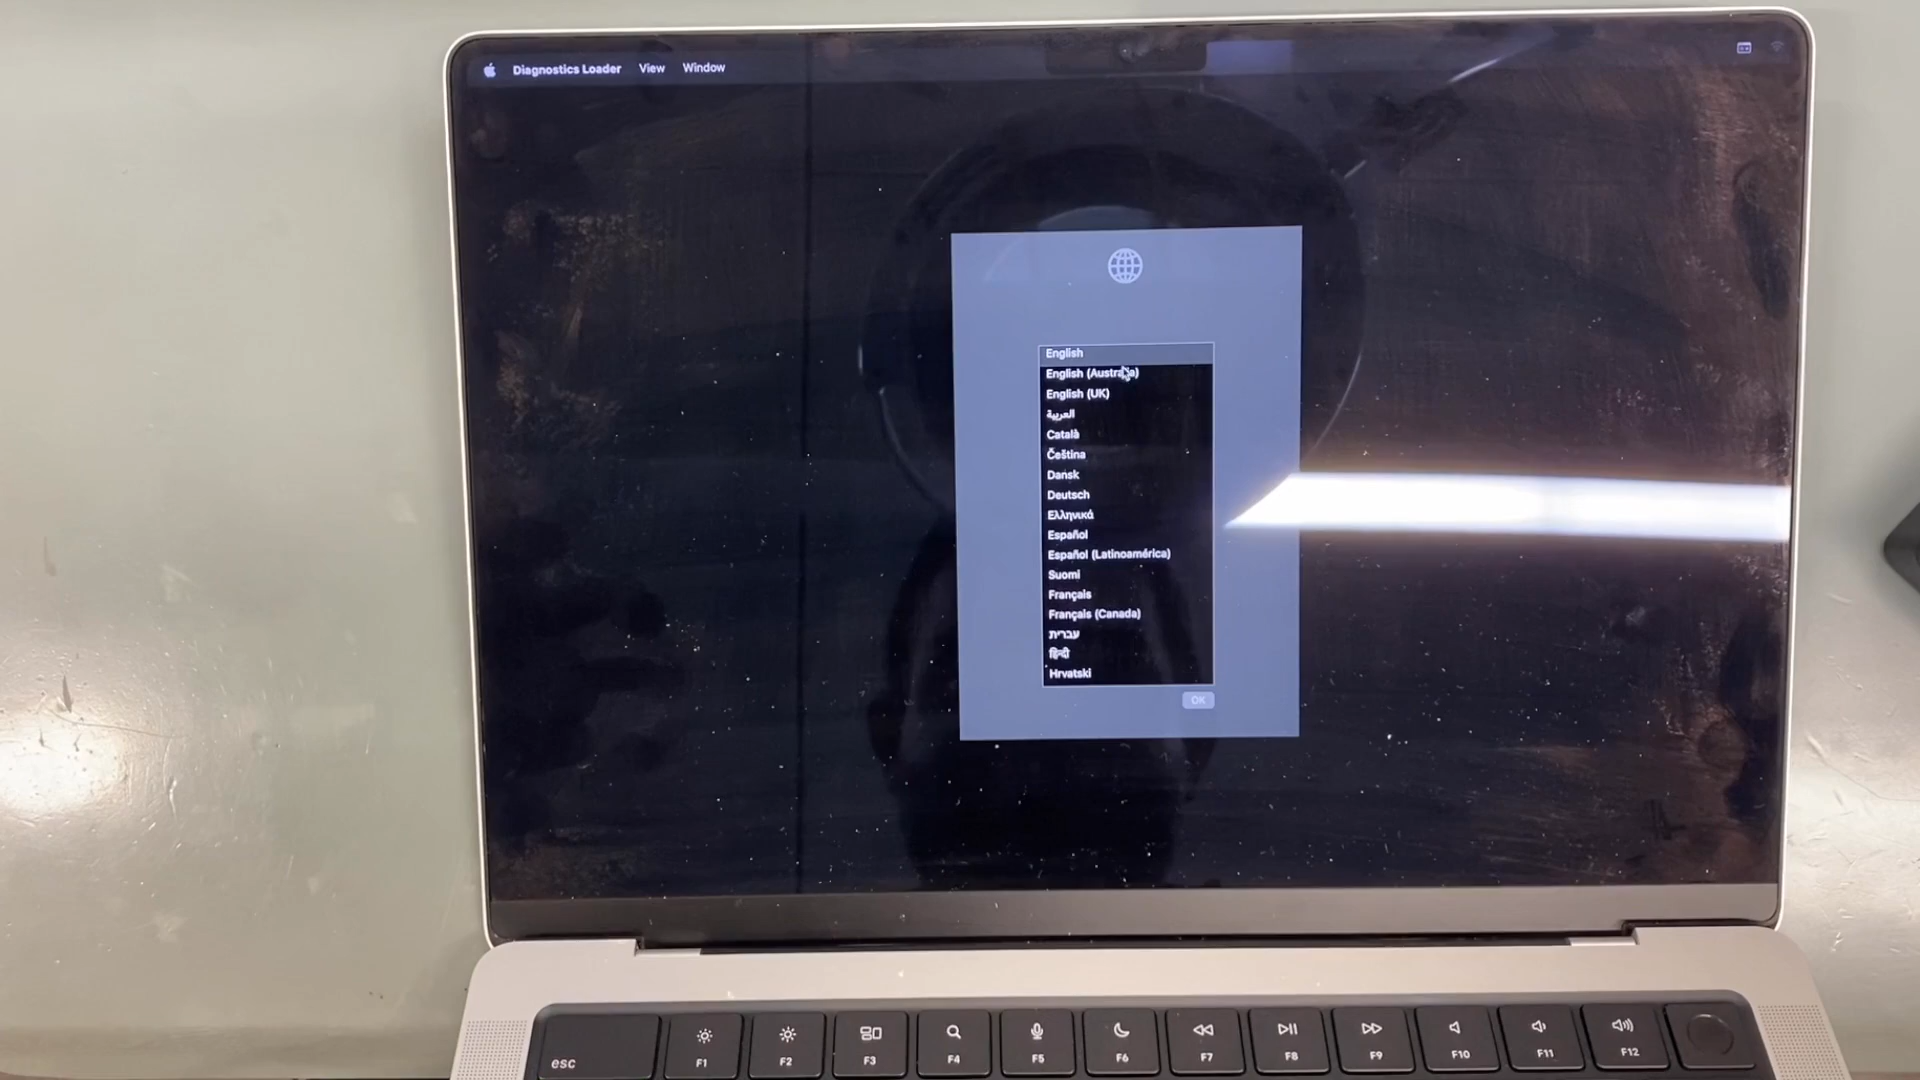 Diagnostics Loader View Window
English
English (Australia)
English (UK)
العربية
Català
Čeština
Dansk
Deutsch
Ελληνικά
Español
Español (Latinoamérica)
Suomi
Français
Français (Canada)
עברית
हिन्दी
Hrvatski
OK
esc F1 F2 F3 F4 F5 F6 F7 F8 F9 F10 F11 F12